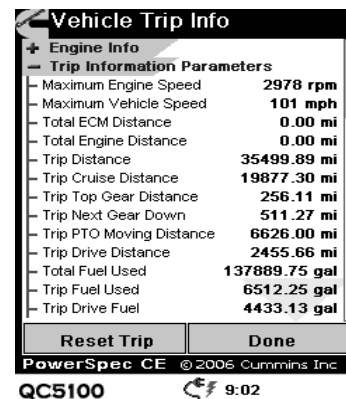 Vehicle Trip Info
+ Engine Info
− Trip Information Parameters
Maximum Engine Speed 2978 rpm
Maximum Vehicle Speed 101 mph
Total ECM Distance 0.00 mi
Total Engine Distance 0.00 mi
Trip Distance 35499.89 mi
Trip Cruise Distance 19877.30 mi
Trip Top Gear Distance 256.11 mi
Trip Next Gear Down 511.27 mi
Trip PTO Moving Distance 6626.00 mi
Trip Drive Distance 2455.66 mi
Total Fuel Used 137889.75 gal
Trip Fuel Used 6512.25 gal
Trip Drive Fuel 4433.13 gal
Reset Trip Done
PowerSpec CE ©2006 Cummins Inc
QC5100 9:02